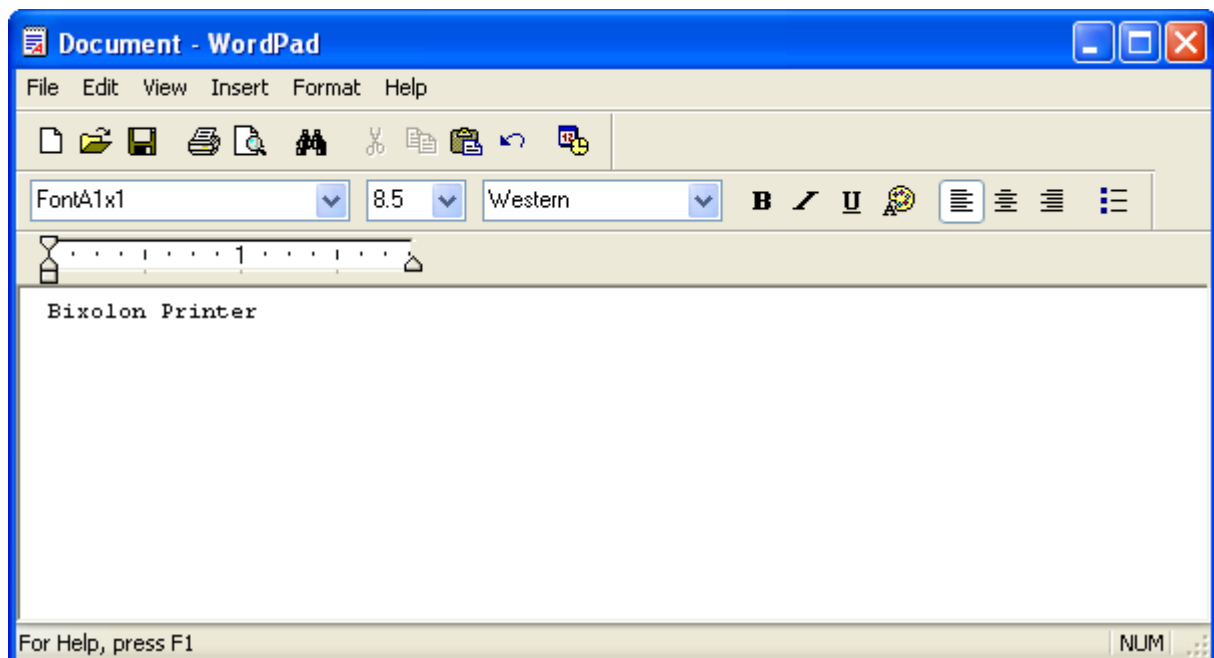 Document - WordPad
File Edit View Insert Format Help
FontA1x1 8.5 Western B / U
1
Bixolon Printer
For Help, press F1 NUM